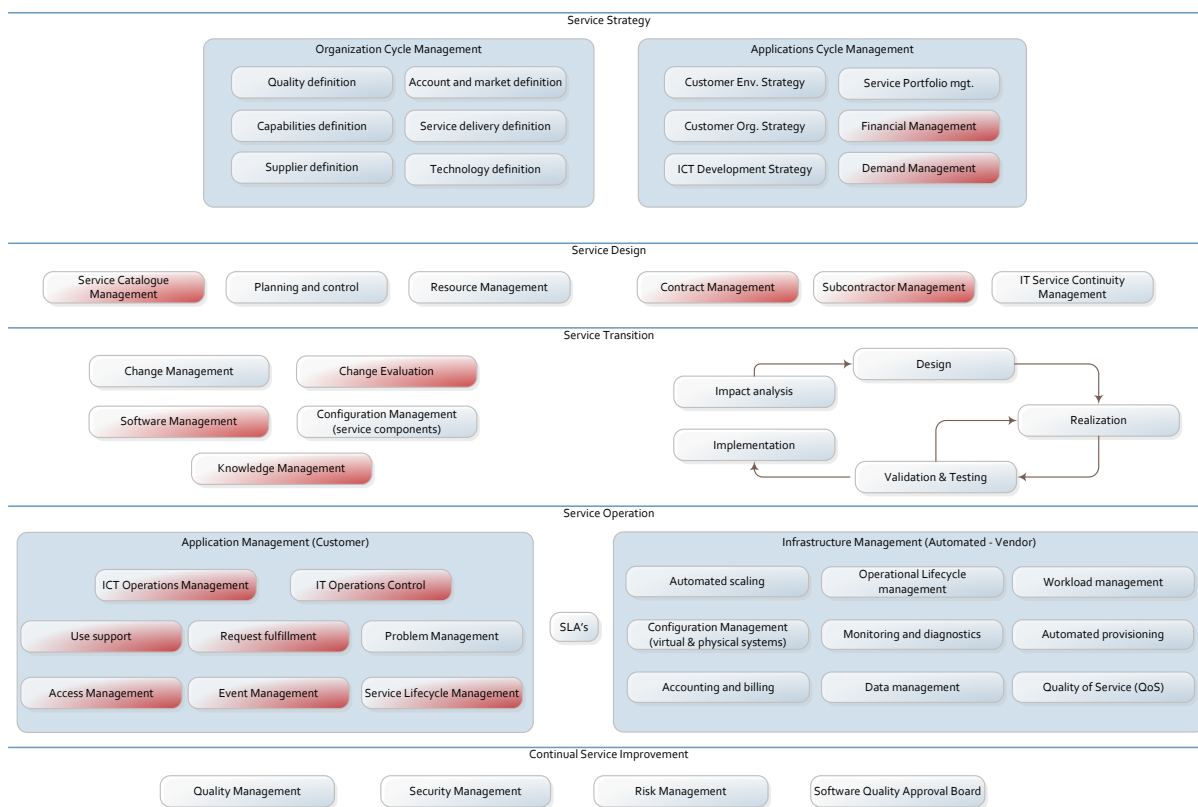 Service Strategy
Organization Cycle Management
Quality definition
Account and market definition
Capabilities definition
Service delivery definition
Supplier definition
Technology definition
Applications Cycle Management
Customer Env. Strategy
Service Portfolio mgt.
Customer Org. Strategy
Financial Management
ICT Development Strategy
Demand Management
Service Design
Service Catalogue
Management
Planning and control
Resource Management
Contract Management
Subcontractor Management
IT Service Continuity
Management
Service Transition
Change Management
Change Evaluation
Software Management
Configuration Management
(service components)
Knowledge Management
Impact analysis
Design
Realization
Implementation
Validation & Testing
Service Operation
Application Management (Customer)
ICT Operations Management
IT Operations Control
Use support
Request fulfillment
Problem Management
Access Management
Event Management
Service Lifecycle Management
SLA's
Infrastructure Management (Automated - Vendor)
Automated scaling
Operational Lifecycle
management
Workload management
Configuration Management
(virtual & physical systems)
Monitoring and diagnostics
Automated provisioning
Accounting and billing
Data management
Quality of Service (QoS)
Continual Service Improvement
Quality Management
Security Management
Risk Management
Software Quality Approval Board